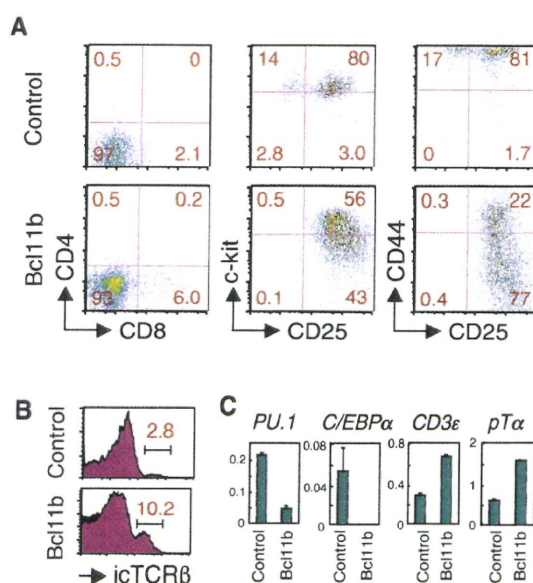 A
Control
0.5 0
97 2.1
14 80
2.8 3.0
17 81
0 1.7
Bcl11b
CD4
0.5 0.2
93 6.0
CD8
c-kit
0.5 56
0.1 43
CD25
CD44
0.3 22
0.4 77
CD25
B
Control
2.8
Bcl11b
10.2
icTCRβ
C
PU.1 C/EBPα CD3ε pTα
0.2
0.1
0
0.08
0.04
0
0.8
0.4
0
2
1
0
Control
Bcl11b
Control
Bcl11b
Control
Bcl11b
Control
Bcl11b